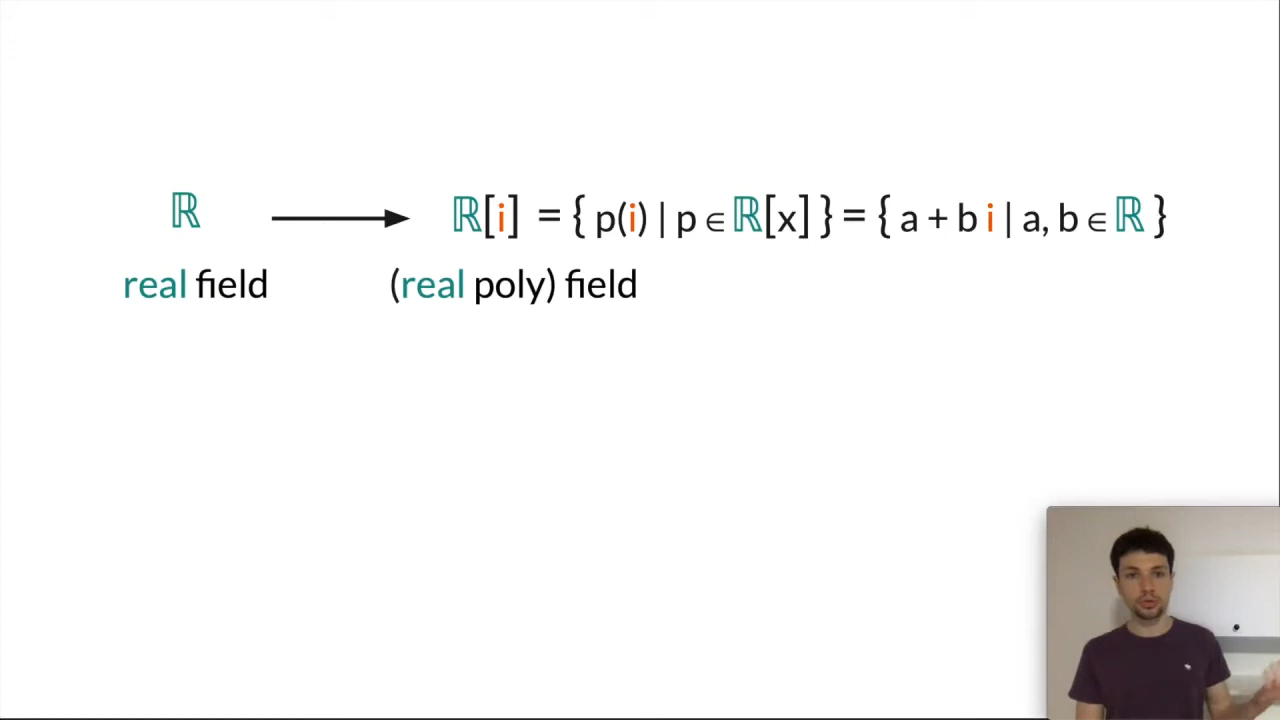 ℝ ⟶ ℝ[i] = { p(i) | p ∈ ℝ[x] } = { a + b i | a, b ∈ ℝ }
real field (real poly) field